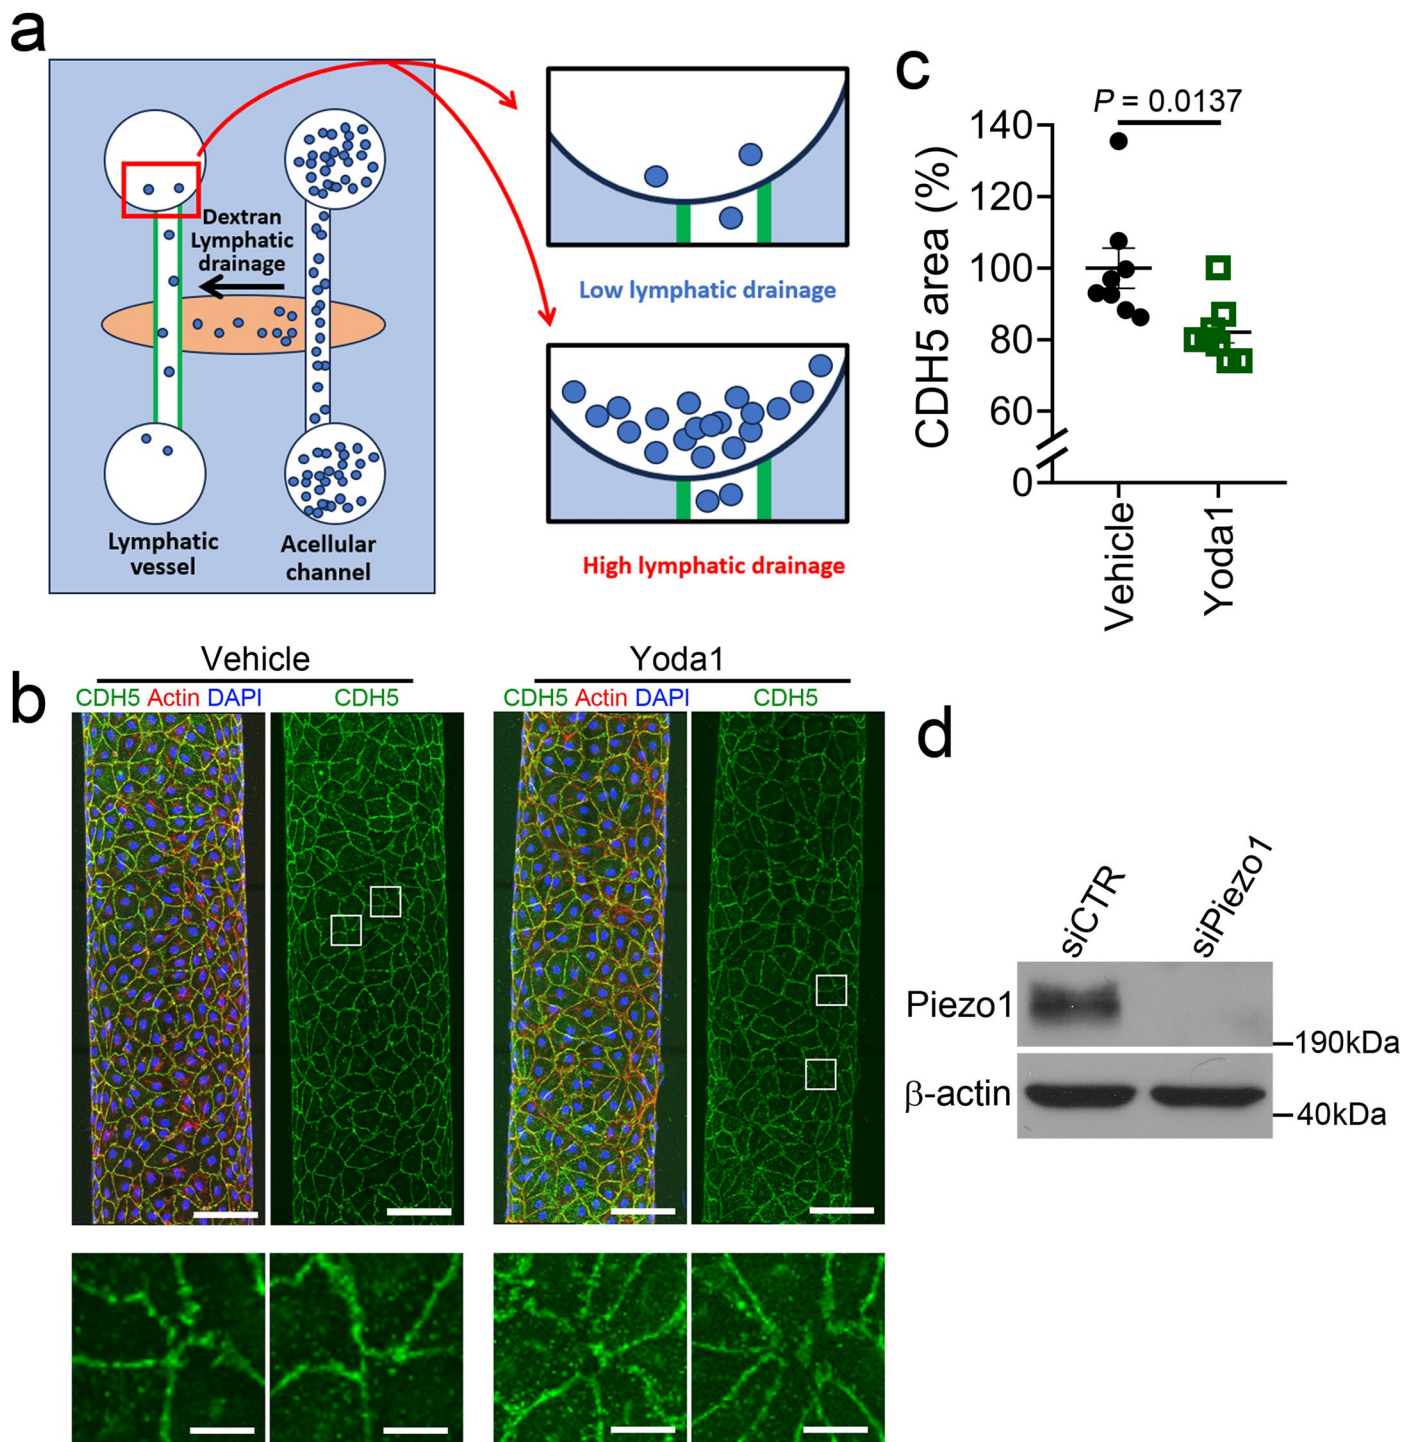 a
Dextran
Lymphatic
drainage
Lymphatic
vessel
Acellular
channel
Low lymphatic drainage
High lymphatic drainage
c
P = 0.0137
CDH5 area (%)
140
120
100
80
60
0
Vehicle
Yoda1
b
Vehicle
CDH5 Actin DAPI
CDH5
Yoda1
CDH5 Actin DAPI
CDH5
d
siCTR
siPiezo1
Piezo1
190kDa
β-actin
40kDa